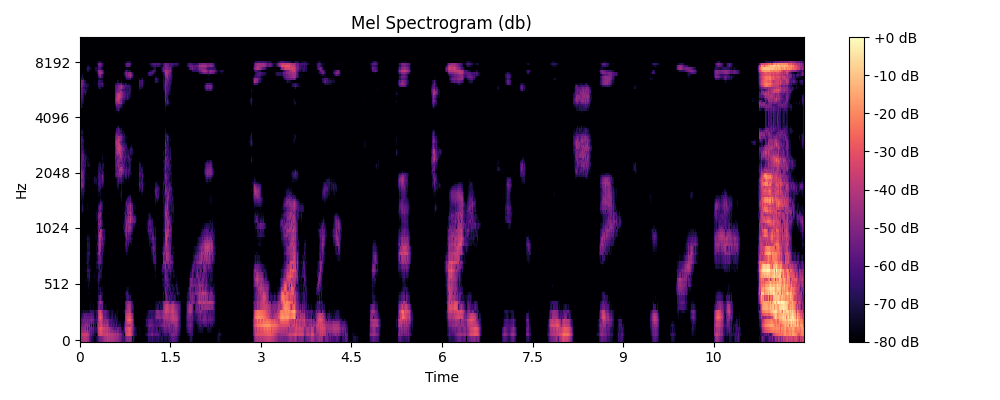 Mel Spectrogram (db)
8192
4096
2048
1024
512
0
Hz
0 1.5 3 4.5 6 7.5 9 10
Time
+0 dB
-10 dB
-20 dB
-30 dB
-40 dB
-50 dB
-60 dB
-70 dB
-80 dB